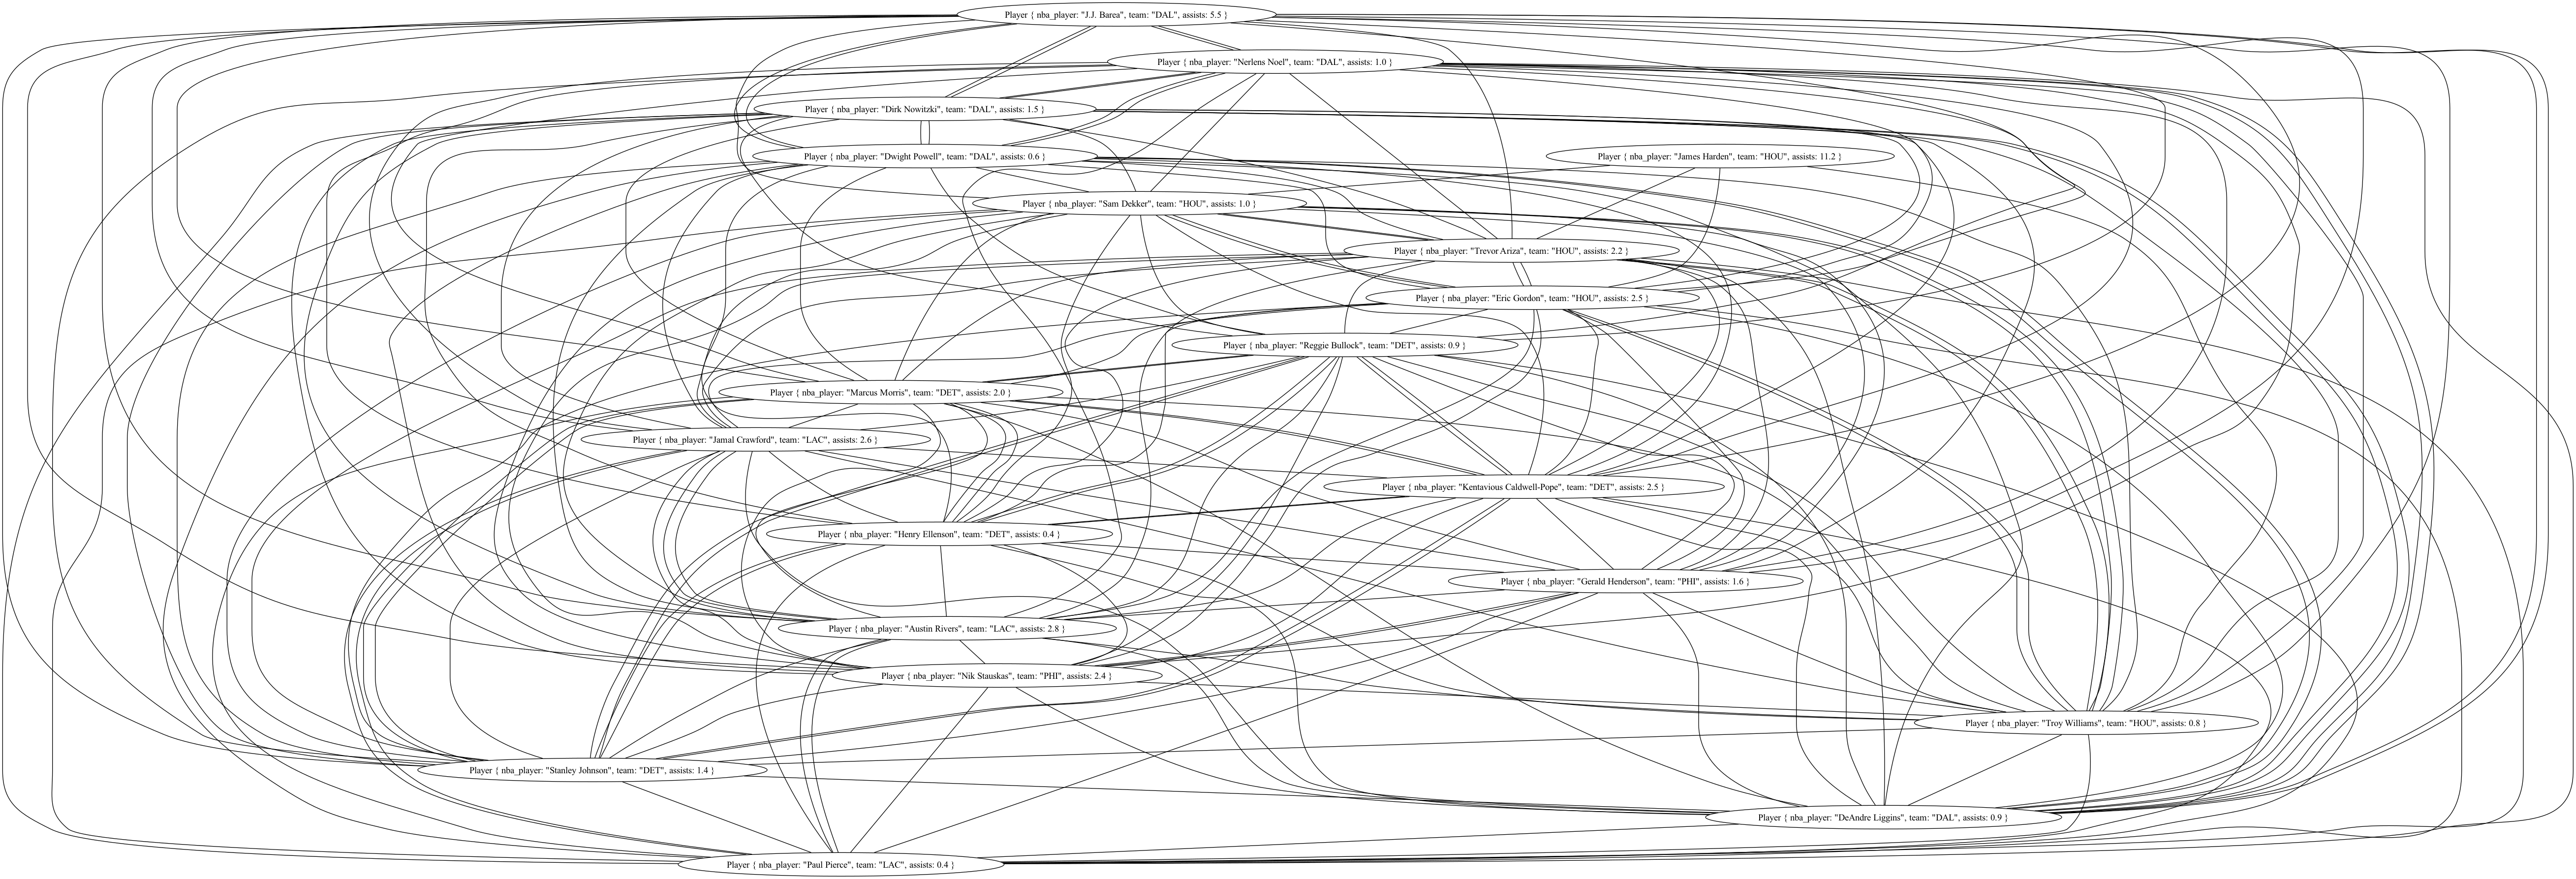 Player { nba_player: "J.J. Barea", team: "DAL", assists: 5.5 }
Player { nba_player: "Nerlens Noel", team: "DAL", assists: 1.0 }
Player { nba_player: "Dirk Nowitzki", team: "DAL", assists: 1.5 }
Player { nba_player: "Dwight Powell", team: "DAL", assists: 0.6 }
Player { nba_player: "James Harden", team: "HOU", assists: 11.2 }
Player { nba_player: "Sam Dekker", team: "HOU", assists: 1.0 }
Player { nba_player: "Trevor Ariza", team: "HOU", assists: 2.2 }
Player { nba_player: "Eric Gordon", team: "HOU", assists: 2.5 }
Player { nba_player: "Reggie Bullock", team: "DET", assists: 0.9 }
Player { nba_player: "Marcus Morris", team: "DET", assists: 2.0 }
Player { nba_player: "Jamal Crawford", team: "LAC", assists: 2.6 }
Player { nba_player: "Kentavious Caldwell-Pope", team: "DET", assists: 2.5 }
Player { nba_player: "Henry Ellenson", team: "DET", assists: 0.4 }
Player { nba_player: "Gerald Henderson", team: "PHI", assists: 1.6 }
Player { nba_player: "Austin Rivers", team: "LAC", assists: 2.8 }
Player { nba_player: "Nik Stauskas", team: "PHI", assists: 2.4 }
Player { nba_player: "Troy Williams", team: "HOU", assists: 0.8 }
Player { nba_player: "Stanley Johnson", team: "DET", assists: 1.4 }
Player { nba_player: "DeAndre Liggins", team: "DAL", assists: 0.9 }
Player { nba_player: "Paul Pierce", team: "LAC", assists: 0.4 }